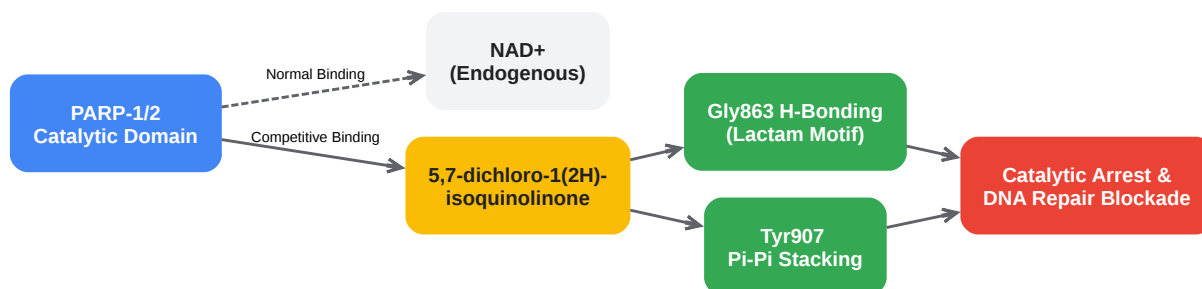 PARP-1/2
Catalytic Domain
Normal Binding
Competitive Binding
NAD+
(Endogenous)
5,7-dichloro-1(2H)-
isoquinolinone
Gly863 H-Bonding
(Lactam Motif)
Tyr907
Pi-Pi Stacking
Catalytic Arrest &
DNA Repair Blockade